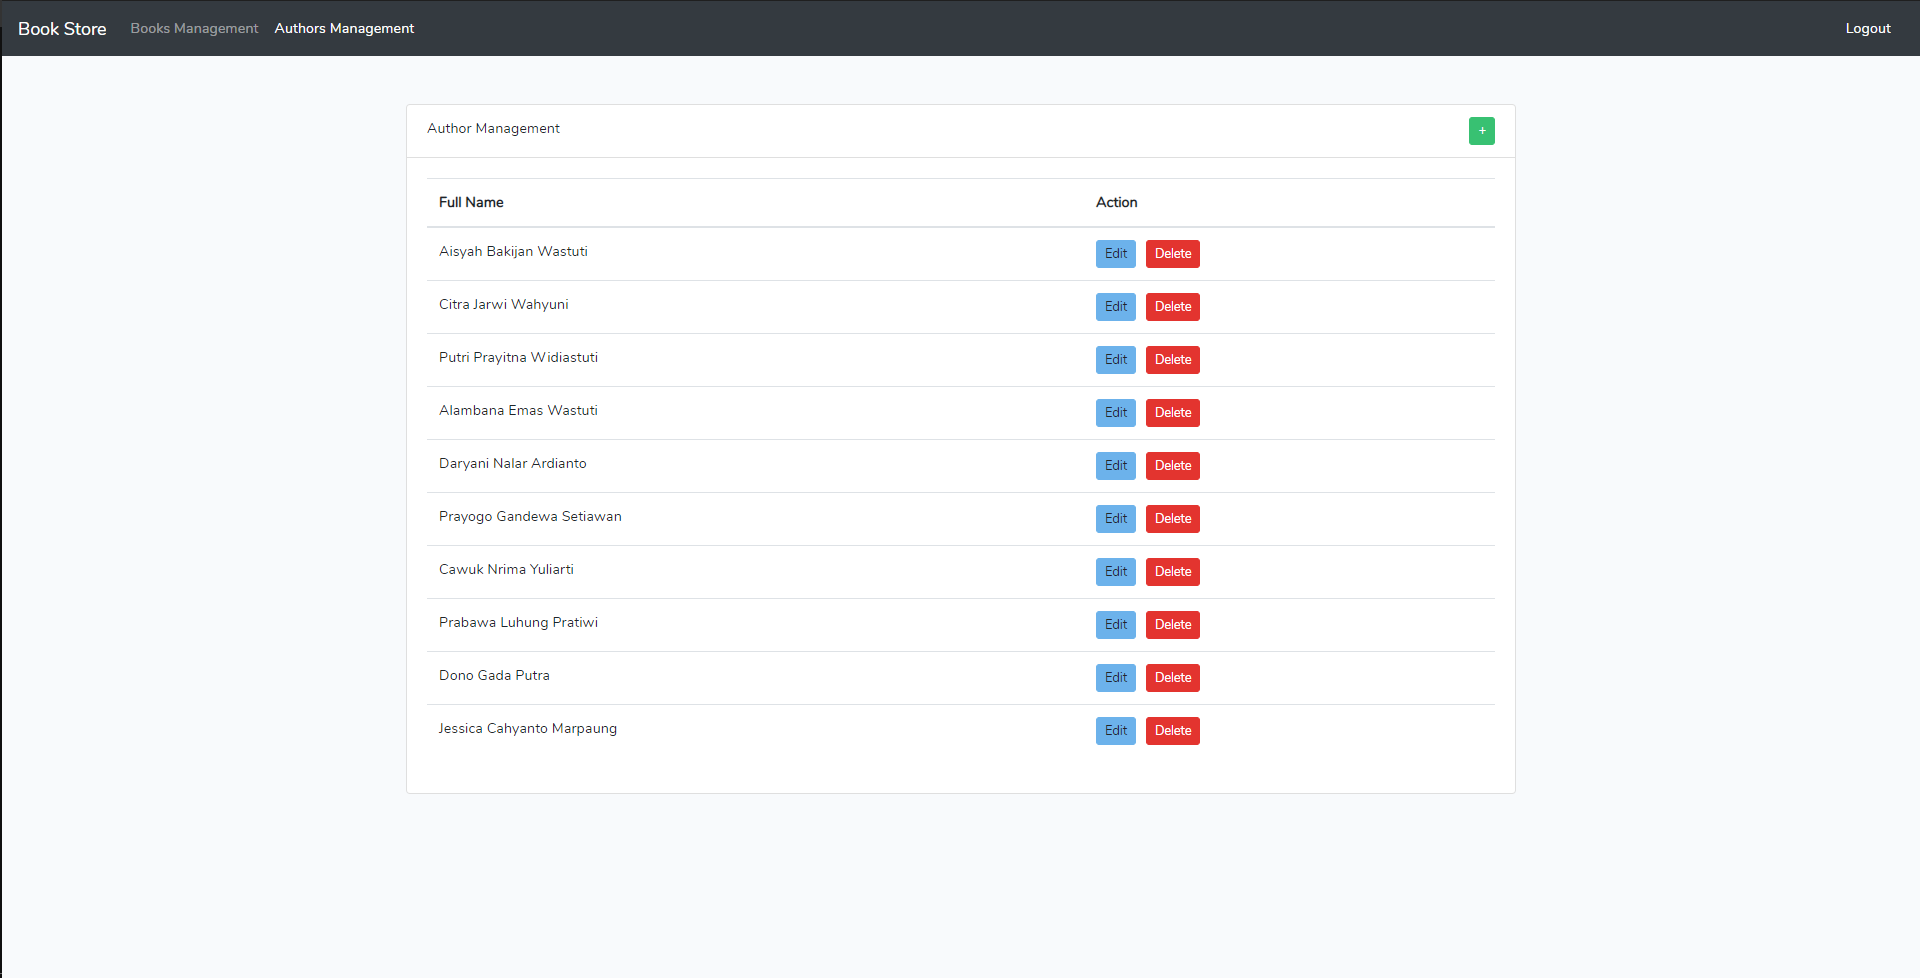 Book Store Books Management Authors Management Logout
Author Management +
Full Name Action
Aisyah Bakijan Wastuti Edit Delete
Citra Jarwi Wahyuni Edit Delete
Putri Prayitna Widiastuti Edit Delete
Alambana Emas Wastuti Edit Delete
Daryani Nalar Ardianto Edit Delete
Prayogo Gandewa Setiawan Edit Delete
Cawuk Nrima Yuliarti Edit Delete
Prabawa Luhung Pratiwi Edit Delete
Dono Gada Putra Edit Delete
Jessica Cahyanto Marpaung Edit Delete